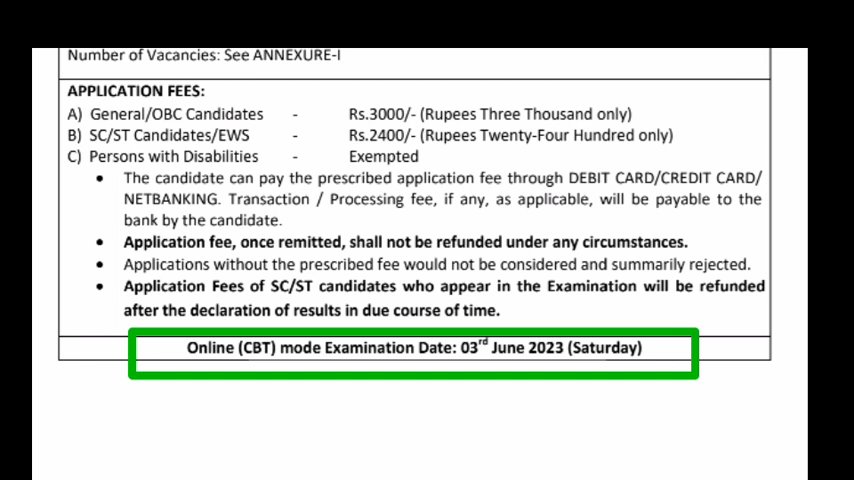 Number of Vacancies: See ANNEXURE-I
APPLICATION FEES:
A) General/OBC Candidates - Rs.3000/- (Rupees Three Thousand only)
B) SC/ST Candidates/EWS - Rs.2400/- (Rupees Twenty-Four Hundred only)
C) Persons with Disabilities - Exempted
• The candidate can pay the prescribed application fee through DEBIT CARD/CREDIT CARD/
NETBANKING. Transaction / Processing fee, if any, as applicable, will be payable to the
bank by the candidate.
• Application fee, once remitted, shall not be refunded under any circumstances.
• Applications without the prescribed fee would not be considered and summarily rejected.
• Application Fees of SC/ST candidates who appear in the Examination will be refunded
after the declaration of results in due course of time.
Online (CBT) mode Examination Date: 03rd June 2023 (Saturday)